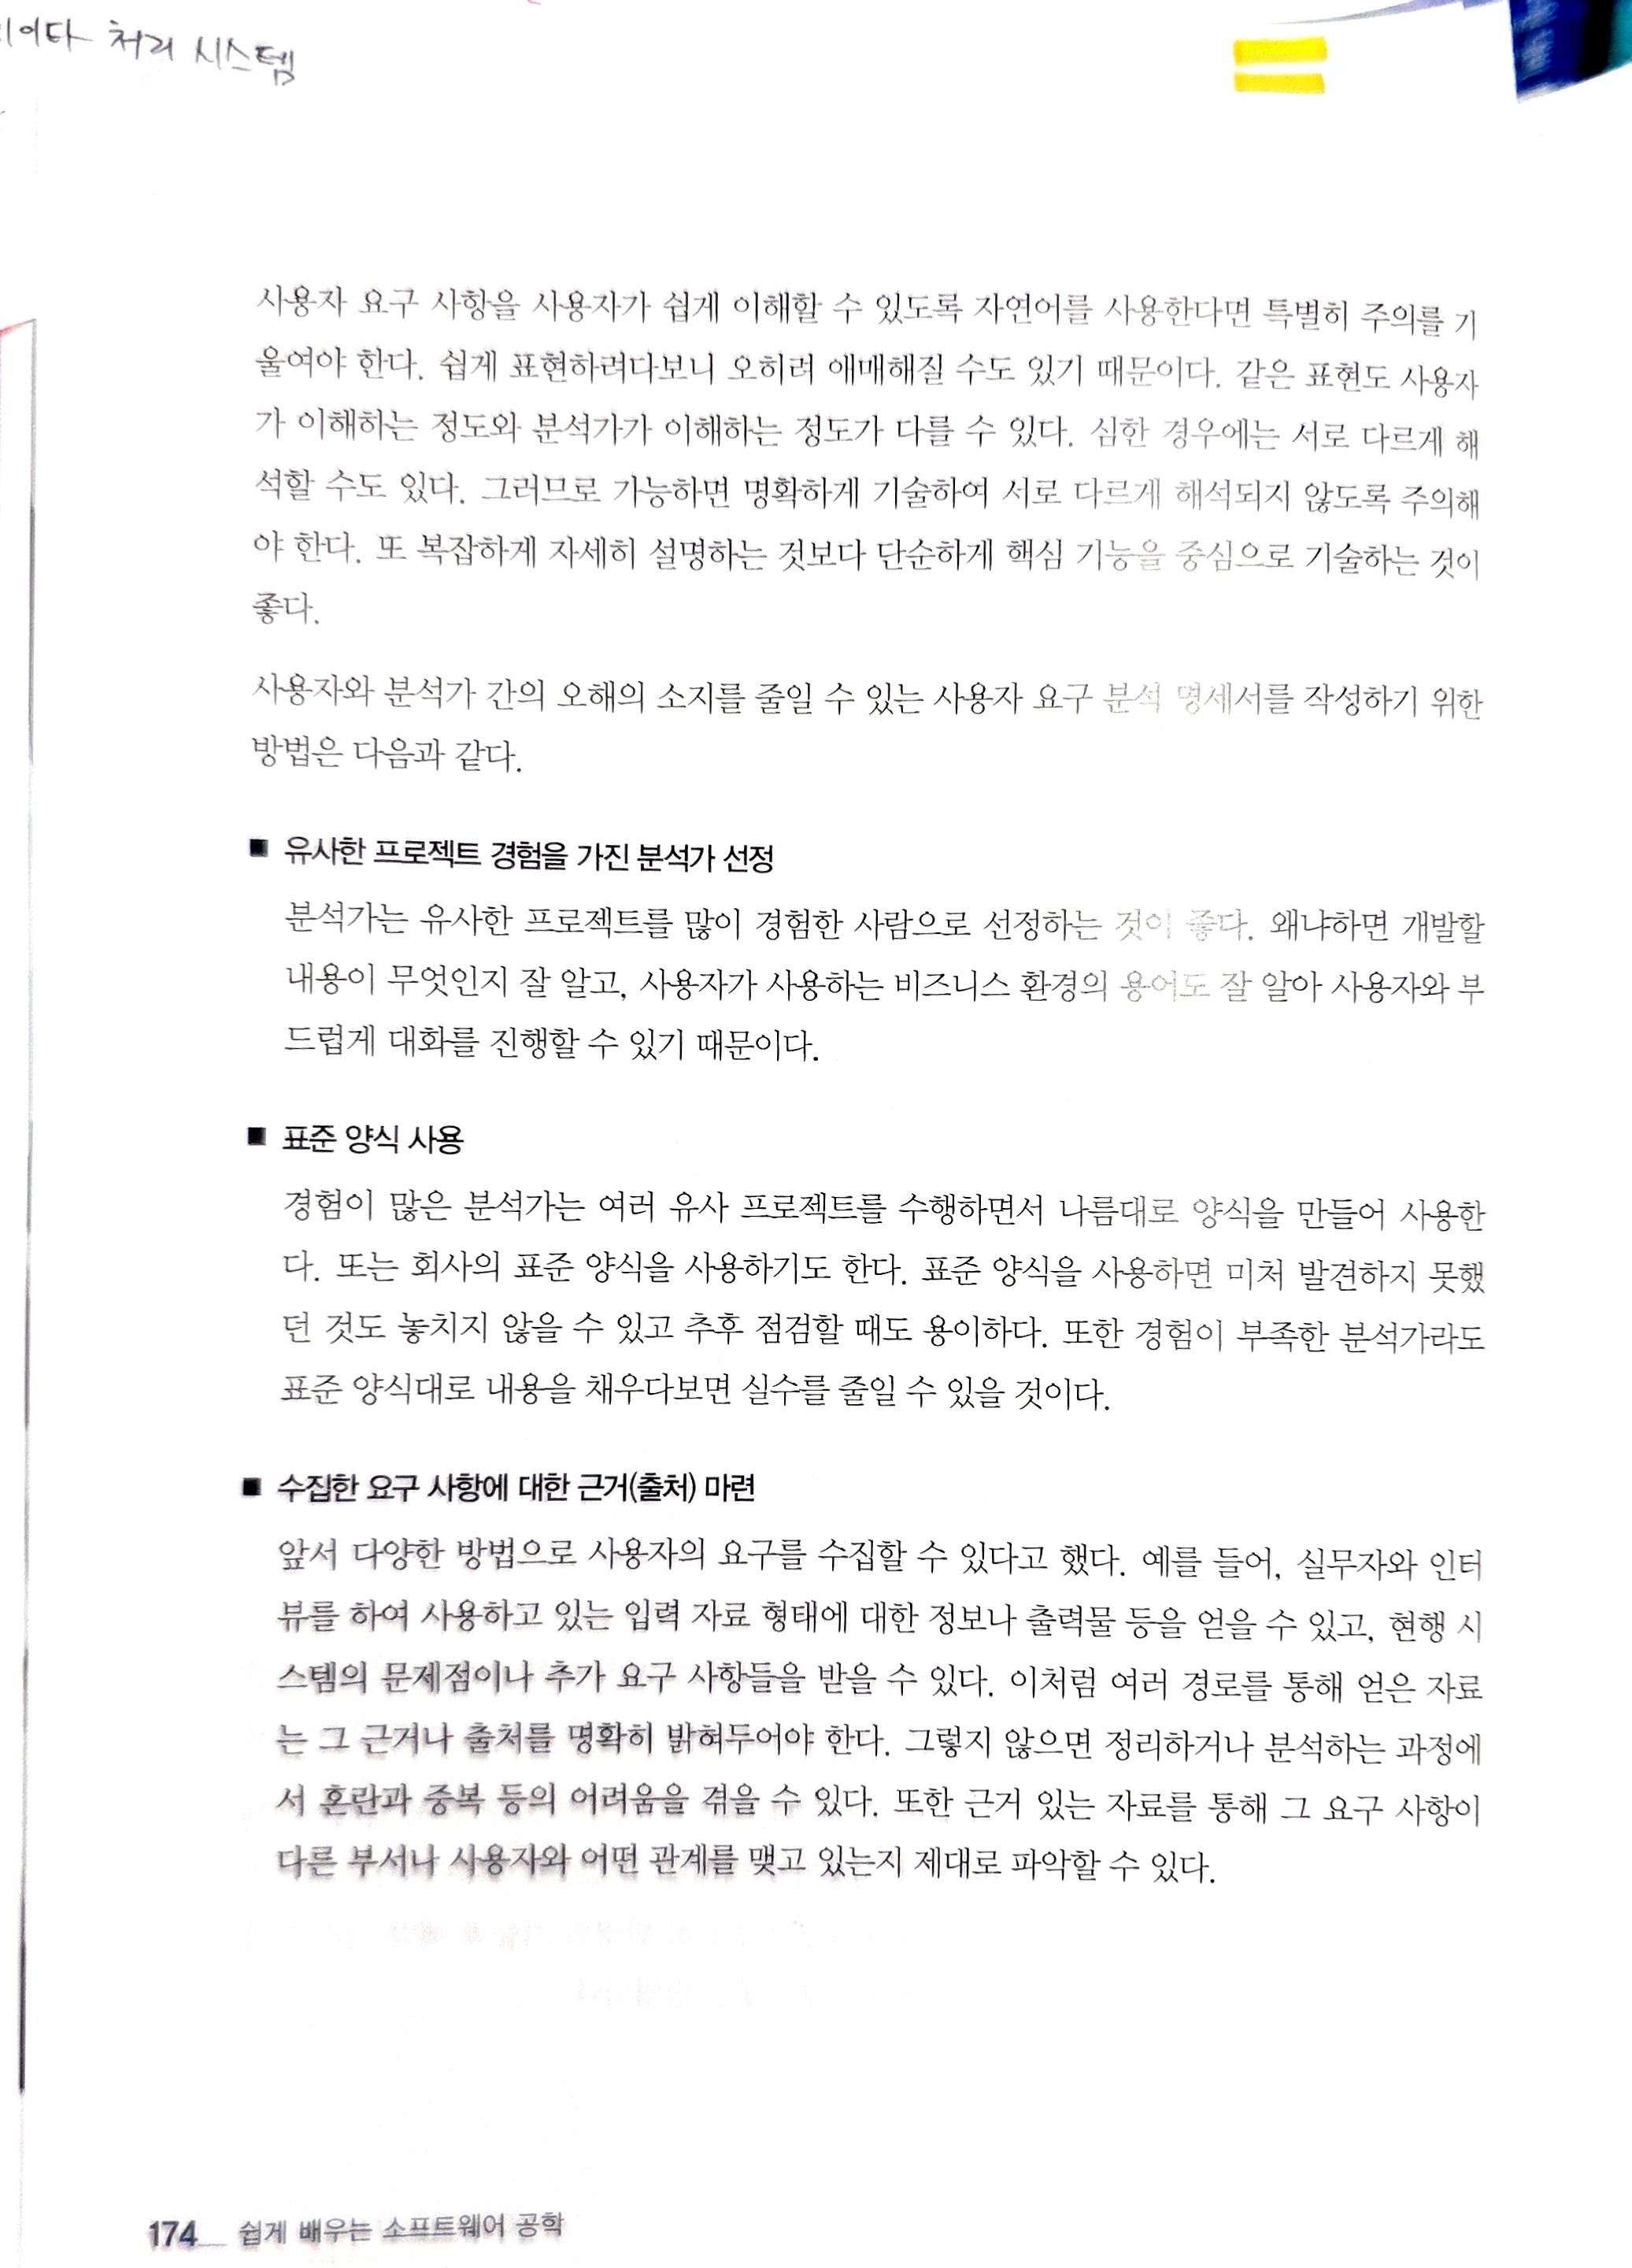 처리 시스템
사용자 요구 사항을 사용자가 쉽게 이해할 수 있도록 자연어를 사용한다면 특별히 주의를 기
울여야 한다. 쉽게 표현하려다보니 오히려 애매해질 수도 있기 때문이다. 같은 표현도 사용자
가 이해하는 정도와 분석가가 이해하는 정도가 다를 수 있다. 심한 경우에는 서로 다르게 해
석할 수도 있다. 그러므로 가능하면 명확하게 기술하여 서로 다르게 해석되지 않도록 주의해
야 한다. 또 복잡하게 자세히 설명하는 것보다 단순하게 핵심 기능을 중심으로 기술하는 것이
좋다.
사용자와 분석가 간의 오해의 소지를 줄일 수 있는 사용자 요구 분석 명세서를 작성하기 위한
방법은 다음과 같다.
■ 유사한 프로젝트 경험을 가진 분석가 선정
분석가는 유사한 프로젝트를 많이 경험한 사람으로 선정하는 것이 좋다. 왜냐하면 개발할
내용이 무엇인지 잘 알고, 사용자가 사용하는 비즈니스 환경의 용어도 잘 알아 사용자와 부
드럽게 대화를 진행할 수 있기 때문이다.
■ 표준 양식 사용
경험이 많은 분석가는 여러 유사 프로젝트를 수행하면서 나름대로 양식을 만들어 사용한
다. 또는 회사의 표준 양식을 사용하기도 한다. 표준 양식을 사용하면 미처 발견하지 못했
던 것도 놓치지 않을 수 있고 추후 점검할 때도 용이하다. 또한 경험이 부족한 분석가라도
표준 양식대로 내용을 채우다보면 실수를 줄일 수 있을 것이다.
■ 수집한 요구 사항에 대한 근거(출처) 마련
앞서 다양한 방법으로 사용자의 요구를 수집할 수 있다고 했다. 예를 들어, 실무자와 인터
뷰를 하여 사용하고 있는 입력 자료 형태에 대한 정보나 출력물 등을 얻을 수 있고, 현행 시
스템의 문제점이나 추가 요구 사항들을 받을 수 있다. 이처럼 여러 경로를 통해 얻은 자료
는 그 근거나 출처를 명확히 밝혀두어야 한다. 그렇지 않으면 정리하거나 분석하는 과정에
서 혼란과 중복 등의 어려움을 겪을 수 있다. 또한 근거 있는 자료를 통해 그 요구 사항이
다른 부서나 사용자와 어떤 관계를 맺고 있는지 제대로 파악할 수 있다.
174 쉽게 배우는 소프트웨어 공학